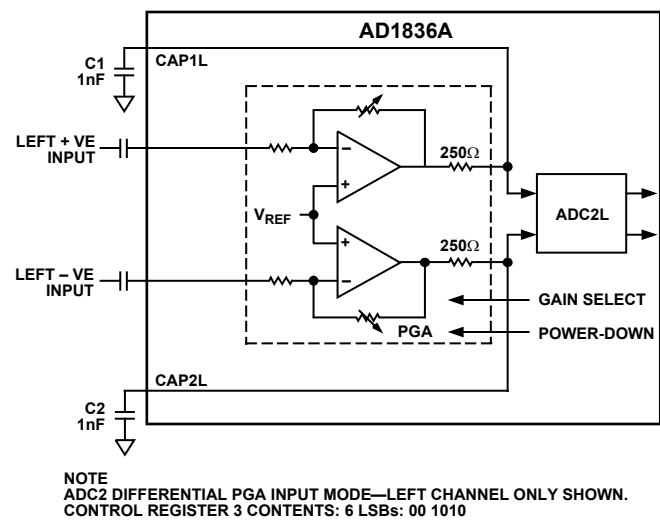 AD1836A
C1
1nF
CAP1L
LEFT + VE
INPUT
250Ω
VREF
ADC2L
250Ω
LEFT – VE
INPUT
GAIN SELECT
PGA
POWER-DOWN
CAP2L
C2
1nF
NOTE
ADC2 DIFFERENTIAL PGA INPUT MODE—LEFT CHANNEL ONLY SHOWN.
CONTROL REGISTER 3 CONTENTS: 6 LSBs: 00 1010